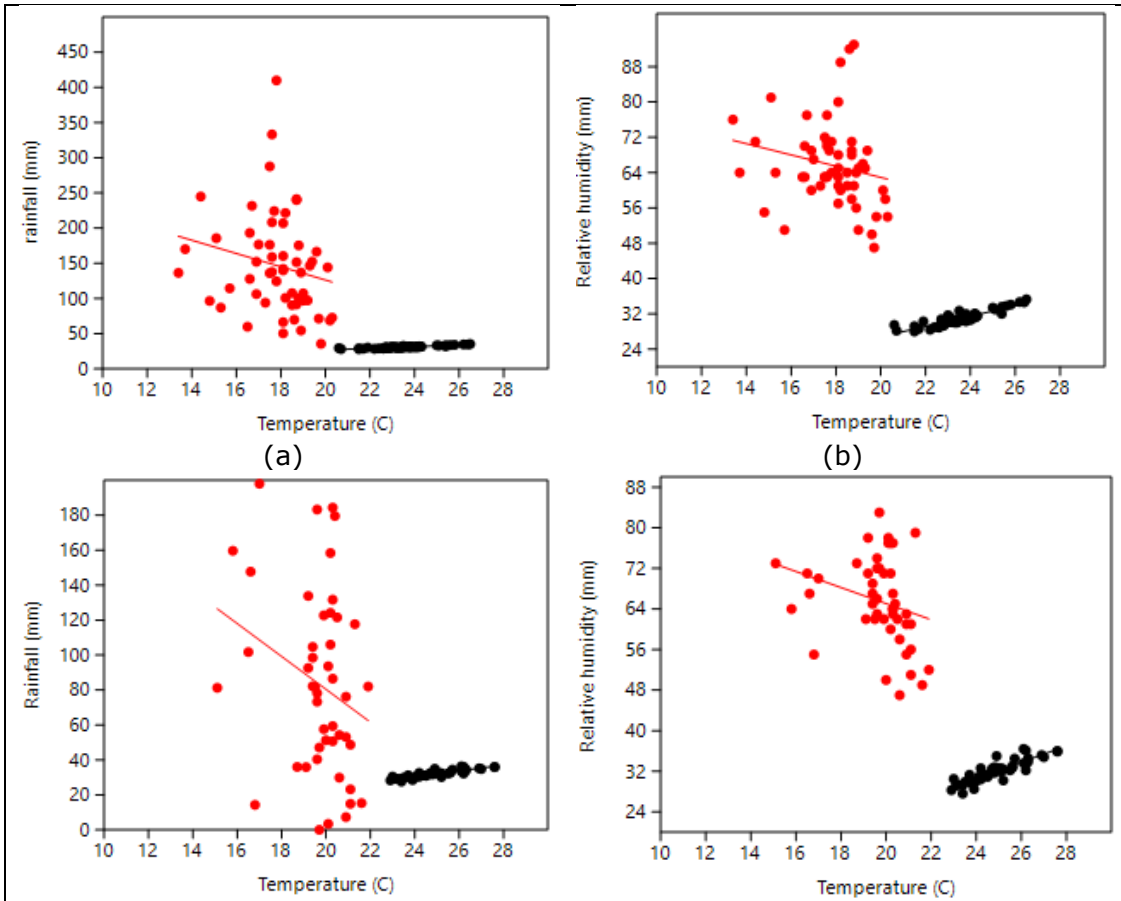 rainfall (mm)
450
400
350
300
250
200
150
100
50
0
10 12 14 16 18 20 22 24 26 28
Temperature (C)
(a)
Relative humidity (mm)
88
80
72
64
56
48
40
32
24
10 12 14 16 18 20 22 24 26 28
Temperature (C)
(b)
Rainfall (mm)
180
160
140
120
100
80
60
40
20
0
10 12 14 16 18 20 22 24 26 28
Temperature (C)
Relative humidity (mm)
88
80
72
64
56
48
40
32
24
10 12 14 16 18 20 22 24 26 28
Temperature (C)